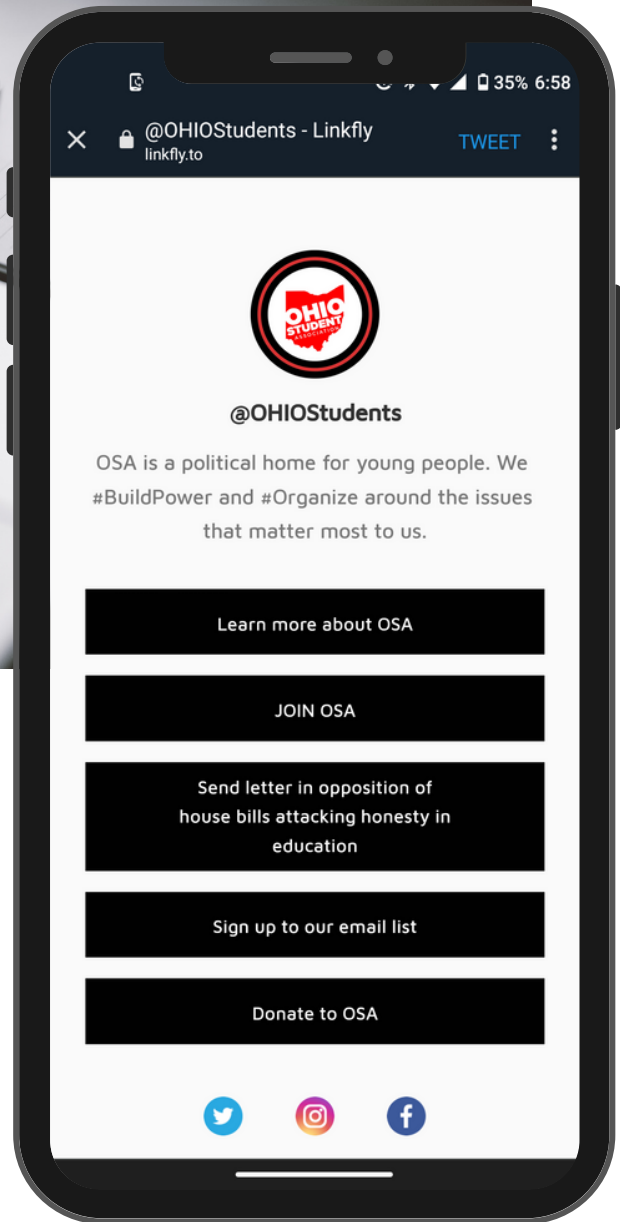 35% 6:58
@OHIOStudents - Linkfly
linkfly.to
TWEET
OHIO
STUDENT
ASSOCIATION
@OHIOStudents
OSA is a political home for young people. We
#BuildPower and #Organize around the issues
that matter most to us.
Learn more about OSA
JOIN OSA
Send letter in opposition of
house bills attacking honesty in
education
Sign up to our email list
Donate to OSA